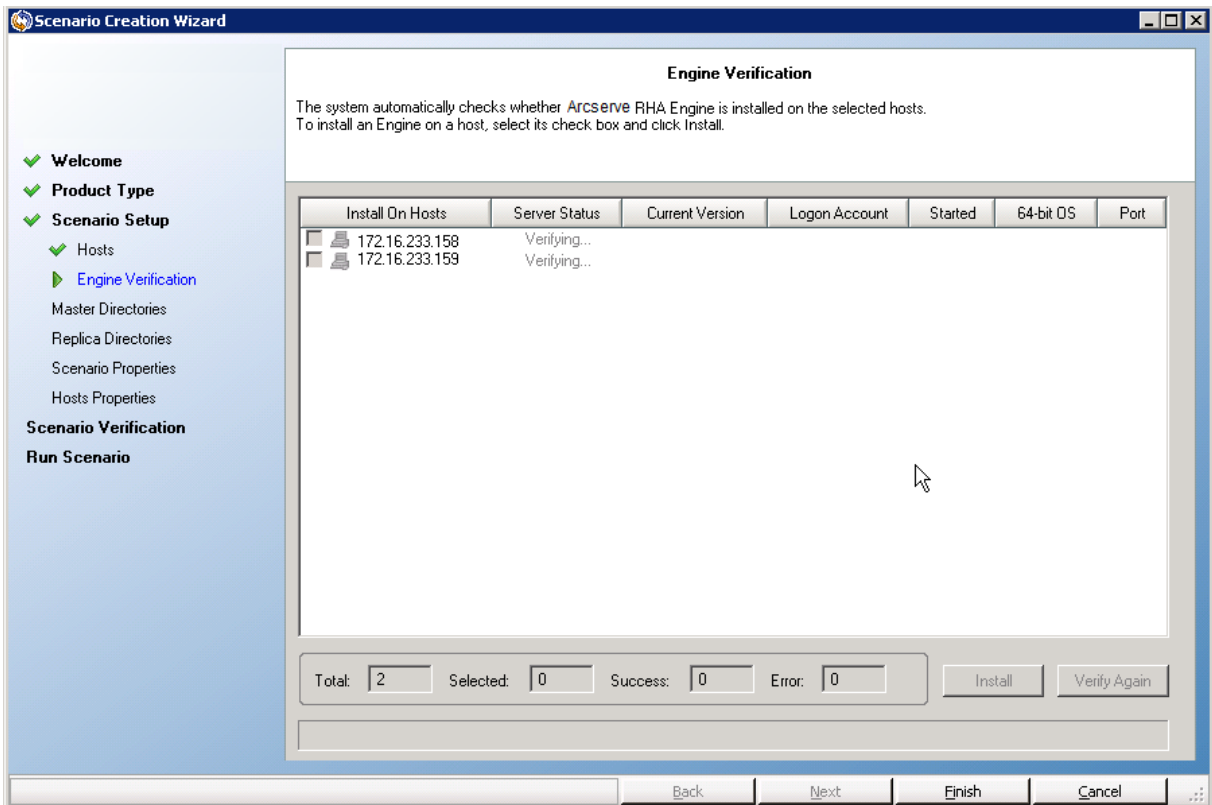 Scenario Creation Wizard
Engine Verification
The system automatically checks whether Arcserve RHA Engine is installed on the selected hosts.
To install an Engine on a host, select its check box and click Install.
Welcome
Product Type
Scenario Setup
Hosts
Engine Verification
Master Directories
Replica Directories
Scenario Properties
Hosts Properties
Scenario Verification
Run Scenario
Install On Hosts Server Status Current Version Logon Account Started 64-bit OS Port
172.16.233.158 Verifying...
172.16.233.159 Verifying...
Total: 2 Selected: 0 Success: 0 Error: 0 Install Verify Again
Back Next Finish Cancel